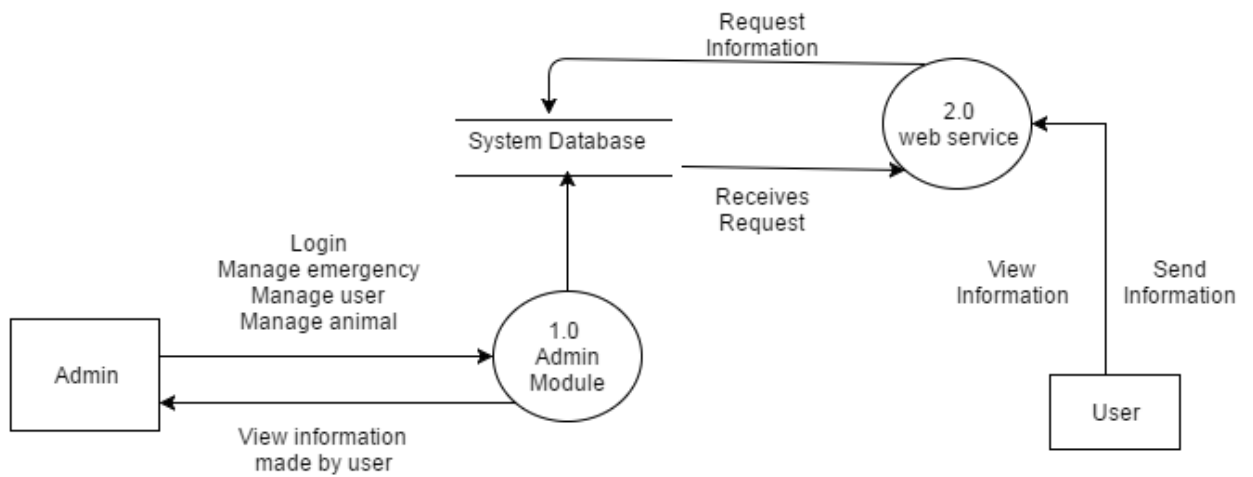 Request
Information
2.0
web service
System Database
Receives
Request
Login
Manage emergency
Manage user
Manage animal
View
Information
Send
Information
1.0
Admin
Module
Admin
User
View information
made by user